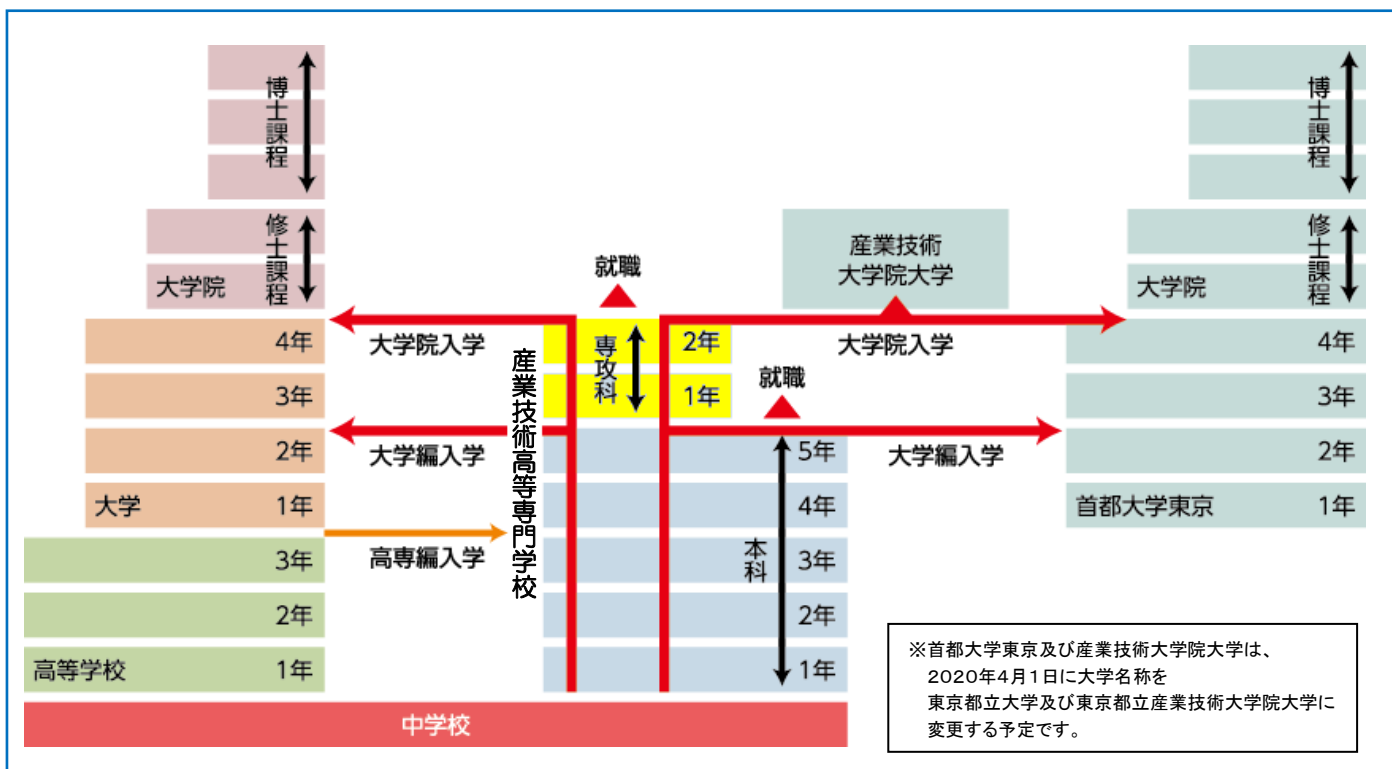 博士課程
修士課程
大学院
4年
3年
2年
大学
1年
3年
2年
高等学校
1年
大学院入学
大学編入学
高専編入学
産業技術高等専門学校
就職
専攻科
2年
1年
就職
本科
5年
4年
3年
2年
1年
産業技術
大学院大学
大学院入学
大学編入学
博士課程
修士課程
大学院
4年
3年
2年
首都大学東京
1年
中学校
※首都大学東京及び産業技術大学院大学は、
2020年4月1日に大学名称を
東京都立大学及び東京都立産業技術大学院大学に
変更する予定です。